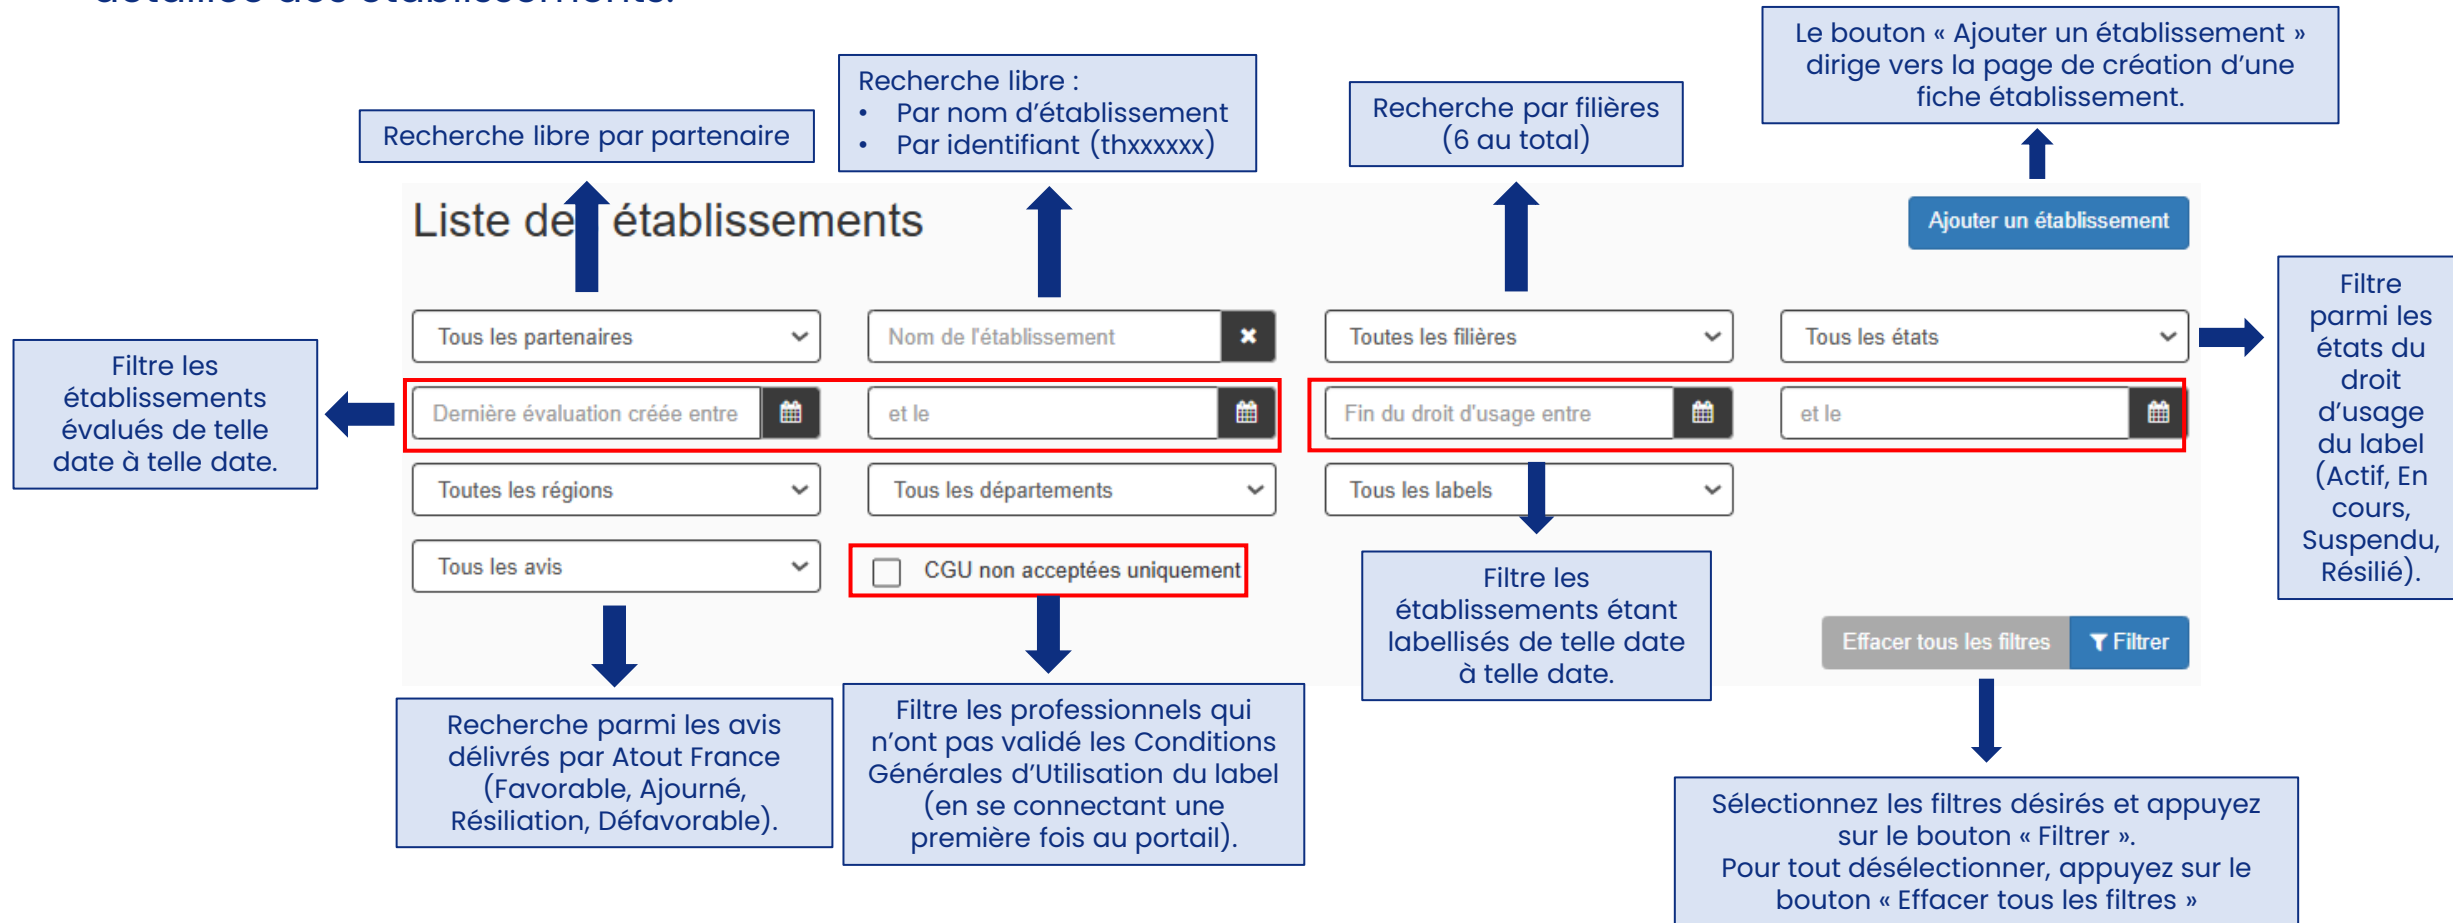 détaillée des établissements.
Le bouton « Ajouter un établissement »
dirige vers la page de création d’une
fiche établissement.
Recherche libre :
• Par nom d’établissement
• Par identifiant (thxxxxxx)
Recherche par filières
(6 au total)
Recherche libre par partenaire
Liste de établissements
Ajouter un établissement
Tous les partenaires
Nom de l'établissement
Toutes les filières
Tous les états
Filtre
parmi les
états du
droit
d’usage
du label
(Actif, En
cours,
Suspendu,
Résilié).
Filtre les
établissements
évalués de telle
date à telle date.
Dernière évaluation créée entre
et le
Fin du droit d'usage entre
et le
Toutes les régions
Tous les départements
Tous les labels
Tous les avis
CGU non acceptées uniquement
Filtre les
établissements étant
labellisés de telle date
à telle date.
Effacer tous les filtres
Filtrer
Recherche parmi les avis
délivrés par Atout France
(Favorable, Ajourné,
Résiliation, Défavorable).
Filtre les professionnels qui
n’ont pas validé les Conditions
Générales d’Utilisation du label
(en se connectant une
première fois au portail).
Sélectionnez les filtres désirés et appuyez
sur le bouton « Filtrer ».
Pour tout désélectionner, appuyez sur le
bouton « Effacer tous les filtres »